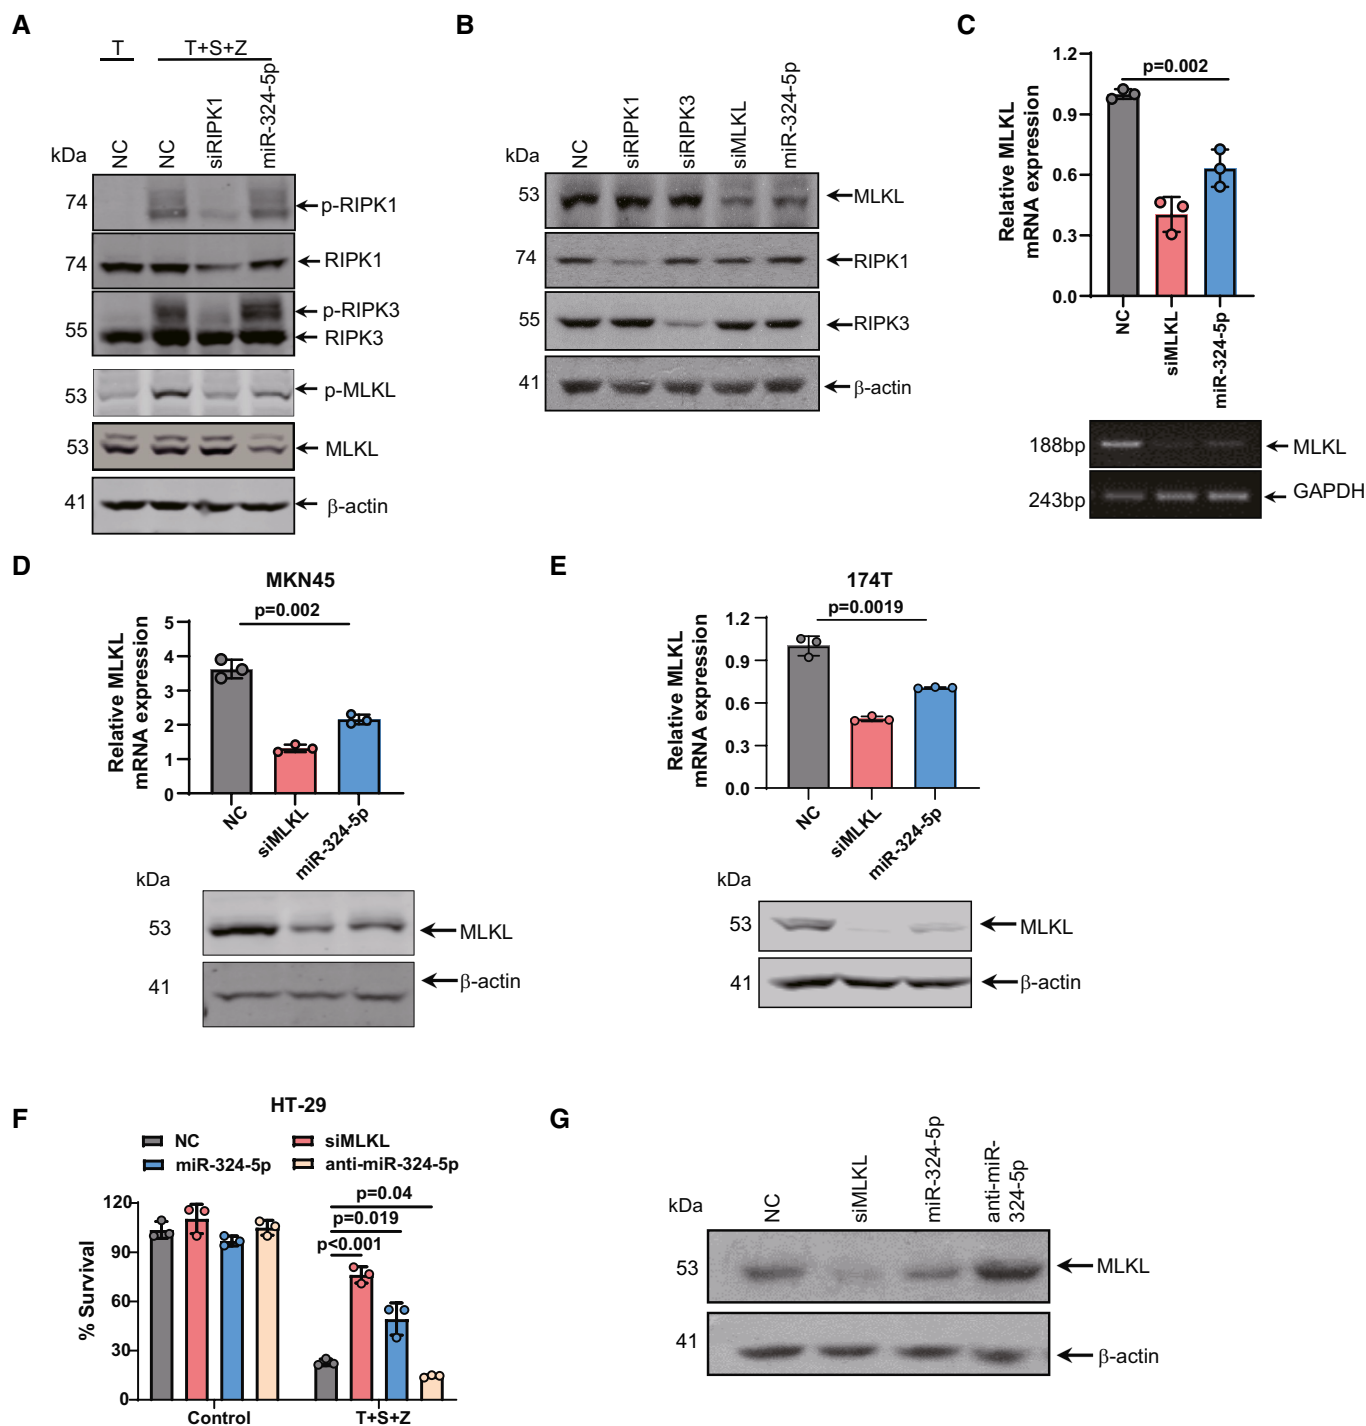 A
T
T+S+Z
kDa
NC
NC
siRIPK1
miR-324-5p
74
p-RIPK1
74
RIPK1
p-RIPK3
55
RIPK3
53
p-MLKL
53
MLKL
41
β-actin
B
kDa
NC
siRIPK1
siRIPK3
siMLKL
miR-324-5p
53
MLKL
74
RIPK1
55
RIPK3
41
β-actin
C
Relative MLKL
mRNA expression
1.2
0.9
0.6
0.3
0.0
p=0.002
NC
siMLKL
miR-324-5p
188bp
MLKL
243bp
GAPDH
D
MKN45
Relative MLKL
mRNA expression
5
4
3
2
1
0
p=0.002
NC
siMLKL
miR-324-5p
kDa
53
MLKL
41
β-actin
E
174T
Relative MLKL
mRNA expression
1.2
0.9
0.6
0.3
0.0
p=0.0019
NC
siMLKL
miR-324-5p
kDa
53
MLKL
41
β-actin
F
HT-29
NC
siMLKL
miR-324-5p
anti-miR-324-5p
% Survival
120
90
60
30
0
p=0.04
p=0.019
p<0.001
Control
T+S+Z
G
kDa
NC
siMLKL
miR-324-5p
anti-miR-
324-5p
53
MLKL
41
β-actin